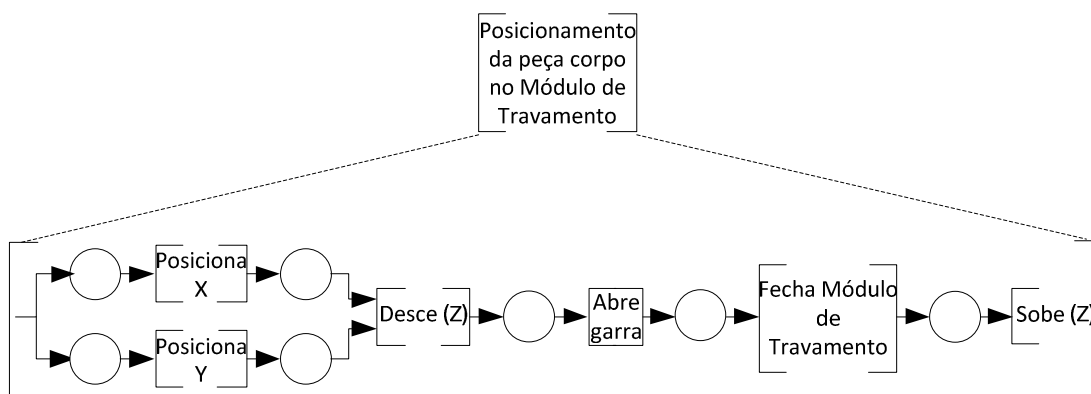 Posicionamento
da peça corpo
no Módulo de
Travamento
Posiciona
X
Posiciona
Y
Desce (Z)
Abre
garra
Fecha Módulo
de
Travamento
Sobe (Z)